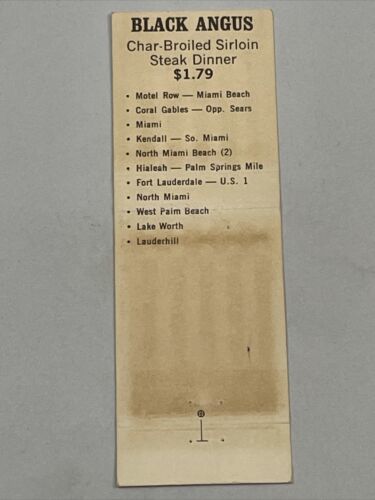 BLACK ANGUS
Char-Broiled Sirloin
Steak Dinner
$1.79
• Motel Row — Miami Beach
• Coral Gables — Opp. Sears
• Miami
• Kendall — So. Miami
• North Miami Beach (2)
• Hialeah — Palm Springs Mile
• Fort Lauderdale — U.S. 1
• North Miami
• West Palm Beach
• Lake Worth
• Lauderhill